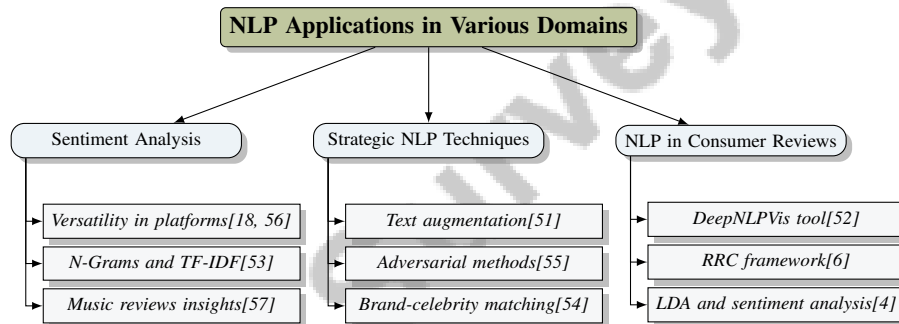 NLP Applications in Various Domains
Sentiment Analysis
Strategic NLP Techniques
NLP in Consumer Reviews
Versatility in platforms[18, 56]
N-Grams and TF-IDF[53]
Music reviews insights[57]
Text augmentation[51]
Adversarial methods[55]
Brand-celebrity matching[54]
DeepNLPVis tool[52]
RRC framework[6]
LDA and sentiment analysis[4]
survey